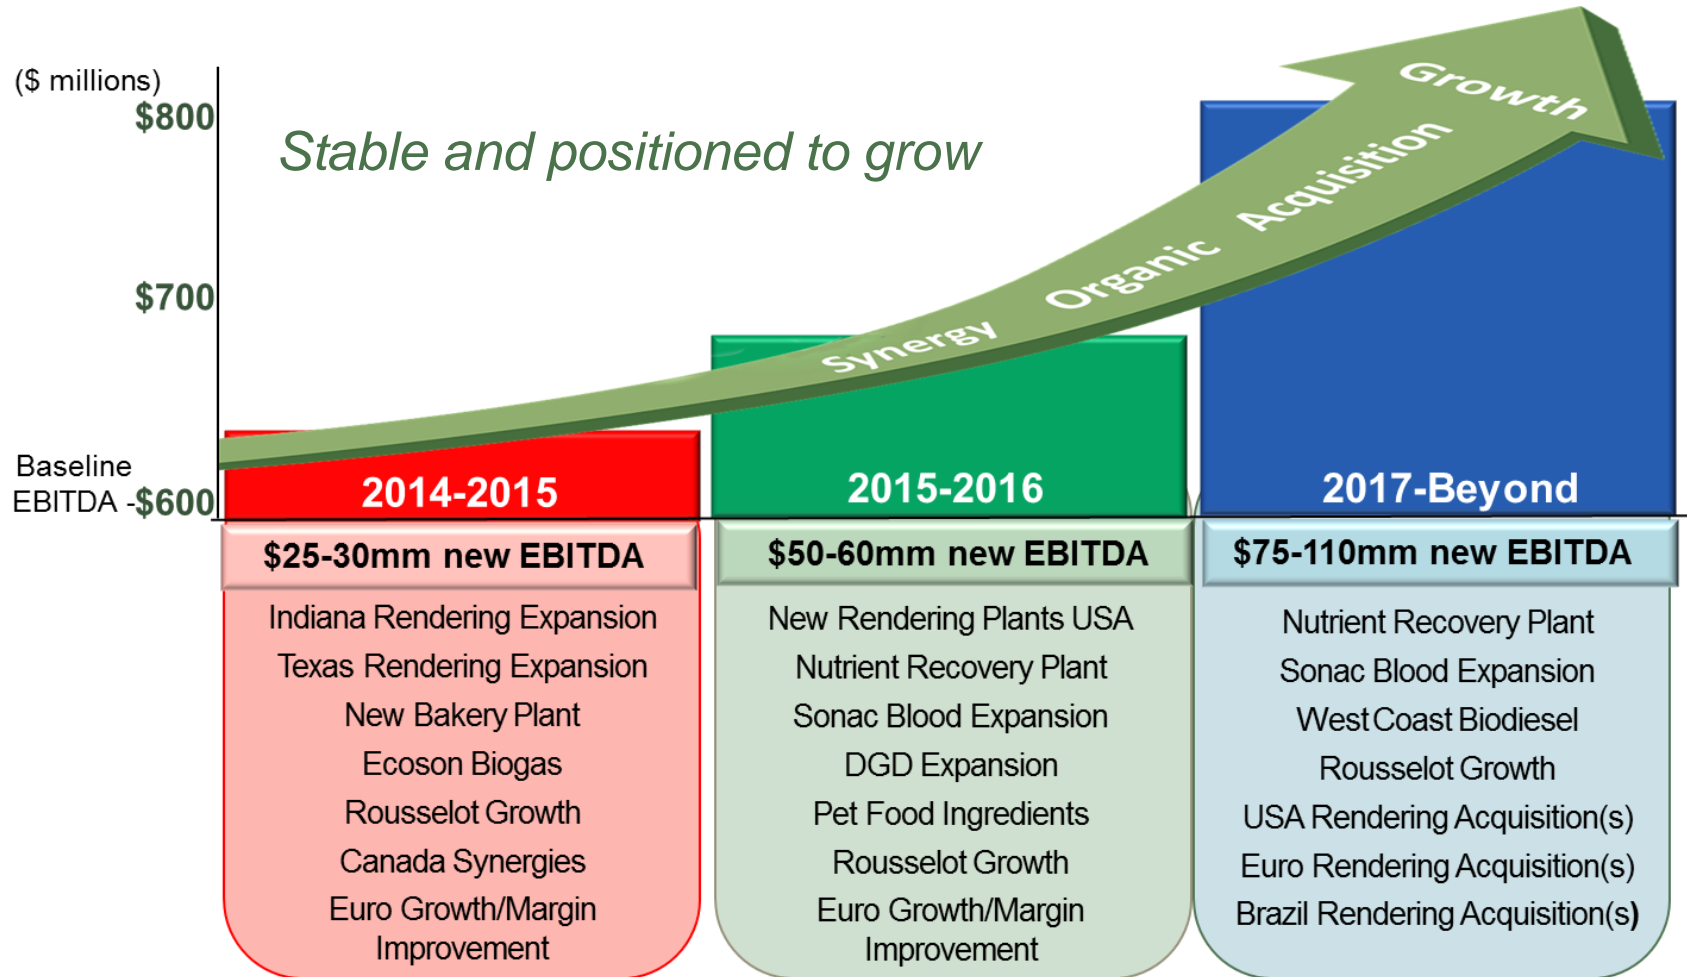 ($ millions)
$800
Stable and positioned to grow
$700
Baseline
EBITDA -$600
Synergy Organic Acquisition Growth
2014-2015
$25-30mm new EBITDA
Indiana Rendering Expansion
Texas Rendering Expansion
New Bakery Plant
Ecoson Biogas
Rousselot Growth
Canada Synergies
Euro Growth/Margin
Improvement
2015-2016
$50-60mm new EBITDA
New Rendering Plants USA
Nutrient Recovery Plant
Sonac Blood Expansion
DGD Expansion
Pet Food Ingredients
Rousselot Growth
Euro Growth/Margin
Improvement
2017-Beyond
$75-110mm new EBITDA
Nutrient Recovery Plant
Sonac Blood Expansion
West Coast Biodiesel
Rousselot Growth
USA Rendering Acquisition(s)
Euro Rendering Acquisition(s)
Brazil Rendering Acquisition(s)